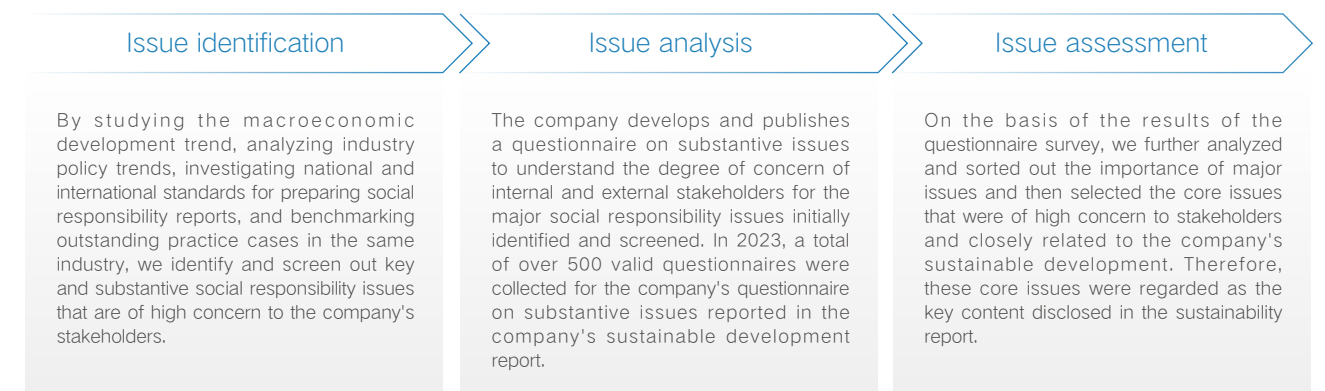 Issue identification
By studying the macroeconomic
development trend, analyzing industry
policy trends, investigating national and
international standards for preparing social
responsibility reports, and benchmarking
outstanding practice cases in the same
industry, we identify and screen out key
and substantive social responsibility issues
that are of high concern to the company's
stakeholders.
Issue analysis
The company develops and publishes
a questionnaire on substantive issues
to understand the degree of concern of
internal and external stakeholders for the
major social responsibility issues initially
identified and screened. In 2023, a total
of over 500 valid questionnaires were
collected for the company's questionnaire
on substantive issues reported in the
company's sustainable development
report.
Issue assessment
On the basis of the results of the
questionnaire survey, we further analyzed
and sorted out the importance of major
issues and then selected the core issues
that were of high concern to stakeholders
and closely related to the company's
sustainable development. Therefore,
these core issues were regarded as the
key content disclosed in the sustainability
report.